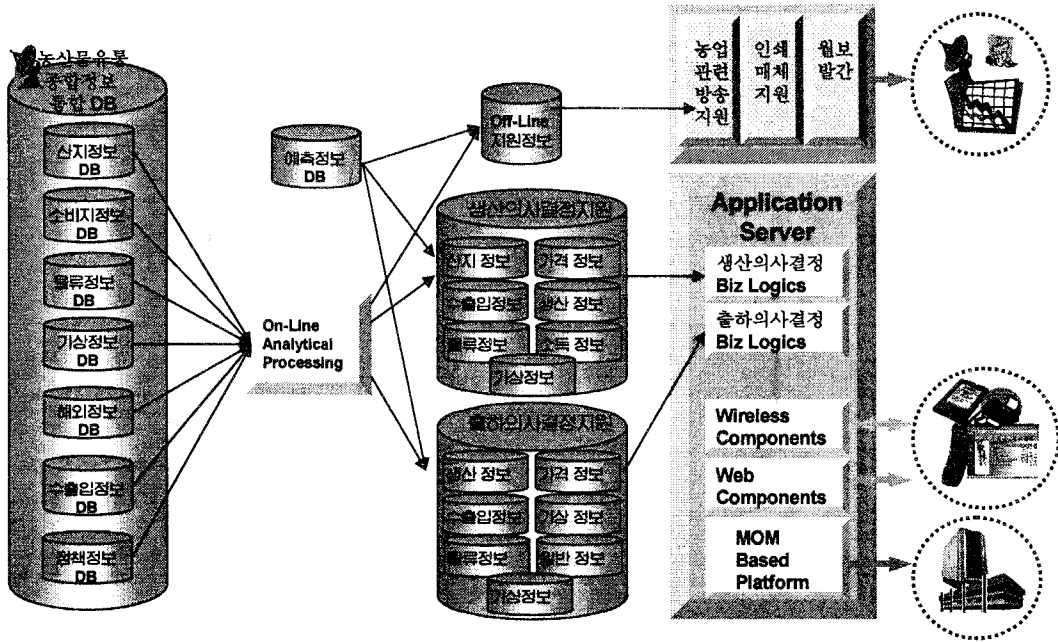 농산물유통
종합정보
통합 DB
산지정보
DB
소비지정보
DB
물류정보
DB
기상정보
DB
해외정보
DB
수출입정보
DB
정책정보
DB
On-Line
Analytical
Processing
예측정보
DB
Off-Line
지원정보
생산의사결정지원
산지 정보
가격 정보
수출입정보
생산 정보
물류정보
소득 정보
기상정보
출하의사결정지원
생산 정보
가격 정보
수출입정보
기상 정보
물류정보
일반 정보
기상정보
농업
관련
방송
지원
인쇄
매체
지원
월보
발간
Application
Server
생산의사결정
Biz Logics
출하의사결정
Biz Logics
Wireless
Components
Web
Components
MOM
Based
Platform